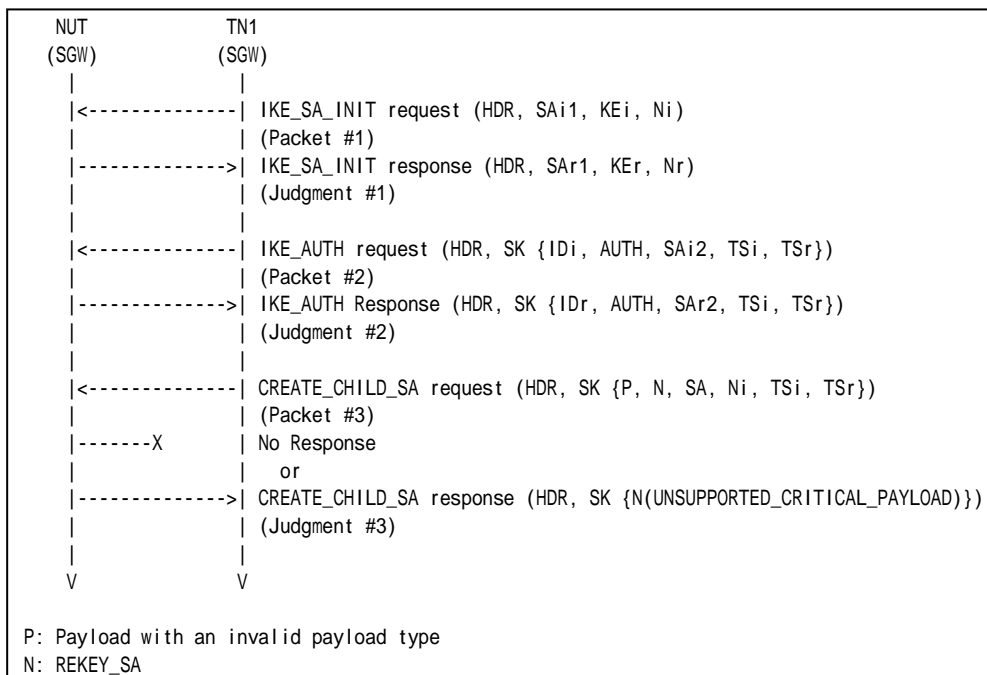 NUT TN1
(SGW) (SGW)
| |
|<--------------| IKE_SA_INIT request (HDR, SAi1, KEi, Ni)
| | (Packet #1)
|-------------->| IKE_SA_INIT response (HDR, SAr1, KEr, Nr)
| | (Judgment #1)
| |
|<--------------| IKE_AUTH request (HDR, SK {IDi, AUTH, SAi2, TSi, TSr})
| | (Packet #2)
|-------------->| IKE_AUTH Response (HDR, SK {IDr, AUTH, SAr2, TSi, TSr})
| | (Judgment #2)
| |
|<--------------| CREATE_CHILD_SA request (HDR, SK {P, N, SA, Ni, TSi, TSr})
| | (Packet #3)
|-------X | No Response
| | or
|-------------->| CREATE_CHILD_SA response (HDR, SK {N(UNSUPPORTED_CRITICAL_PAYLOAD)})
| | (Judgment #3)
| |
V V
P: Payload with an invalid payload type
N: REKEY_SA